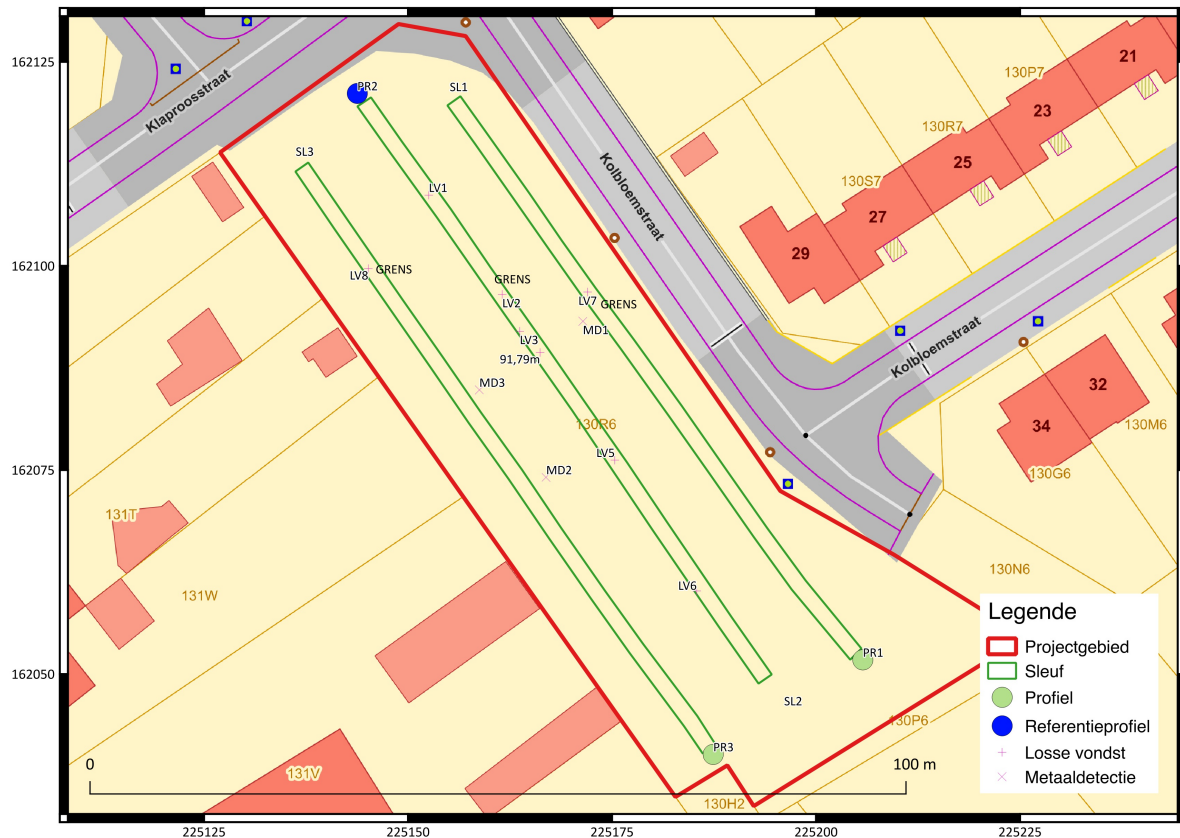 162125
162100
162075
162050
225125
225150
225175
225200
225225
Klaproosstraat
Kolbloemstraat
Kolbloemstraat
PR2
SL1
SL3
LV1
GRENS
LV8
GRENS
LV2
LV7
GRENS
MD1
LV3
91,79m
MD3
130R6
LV5
MD2
LV6
PR1
SL2
PR3
130P7
130R7
130S7
21
23
25
27
29
32
34
130M6
130G6
130N6
130P6
130H2
131T
131W
131V
0
100 m
Legende
Projectgebied
Sleuf
Profiel
Referentieprofiel
Losse vondst
Metaaldetectie